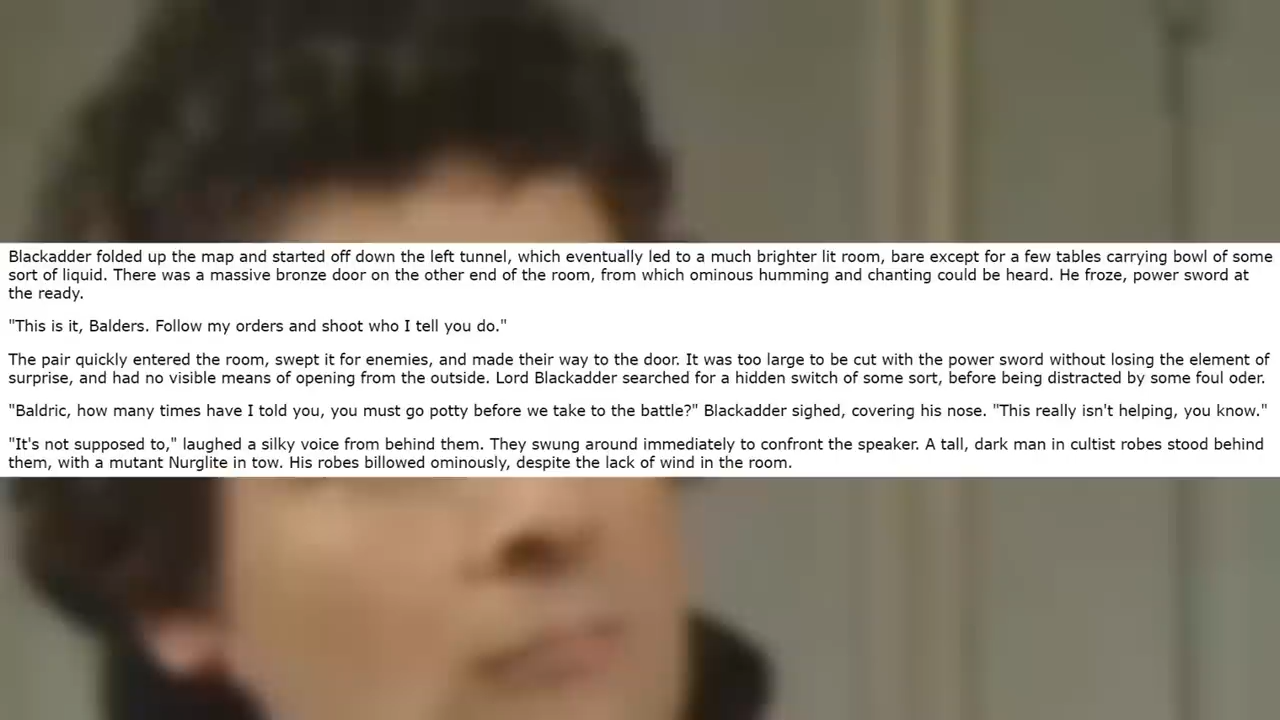 Blackadder folded up the map and started off down the left tunnel, which eventually led to a much brighter lit room, bare except for a few tables carrying bowl of some
sort of liquid. There was a massive bronze door on the other end of the room, from which ominous humming and chanting could be heard. He froze, power sword at
the ready.
"This is it, Balders. Follow my orders and shoot who I tell you do."
The pair quickly entered the room, swept it for enemies, and made their way to the door. It was too large to be cut with the power sword without losing the element of
surprise, and had no visible means of opening from the outside. Lord Blackadder searched for a hidden switch of some sort, before being distracted by some foul oder.
"Baldric, how many times have I told you, you must go potty before we take to the battle?" Blackadder sighed, covering his nose. "This really isn't helping, you know."
"It's not supposed to," laughed a silky voice from behind them. They swung around immediately to confront the speaker. A tall, dark man in cultist robes stood behind
them, with a mutant Nurglite in tow. His robes billowed ominously, despite the lack of wind in the room.